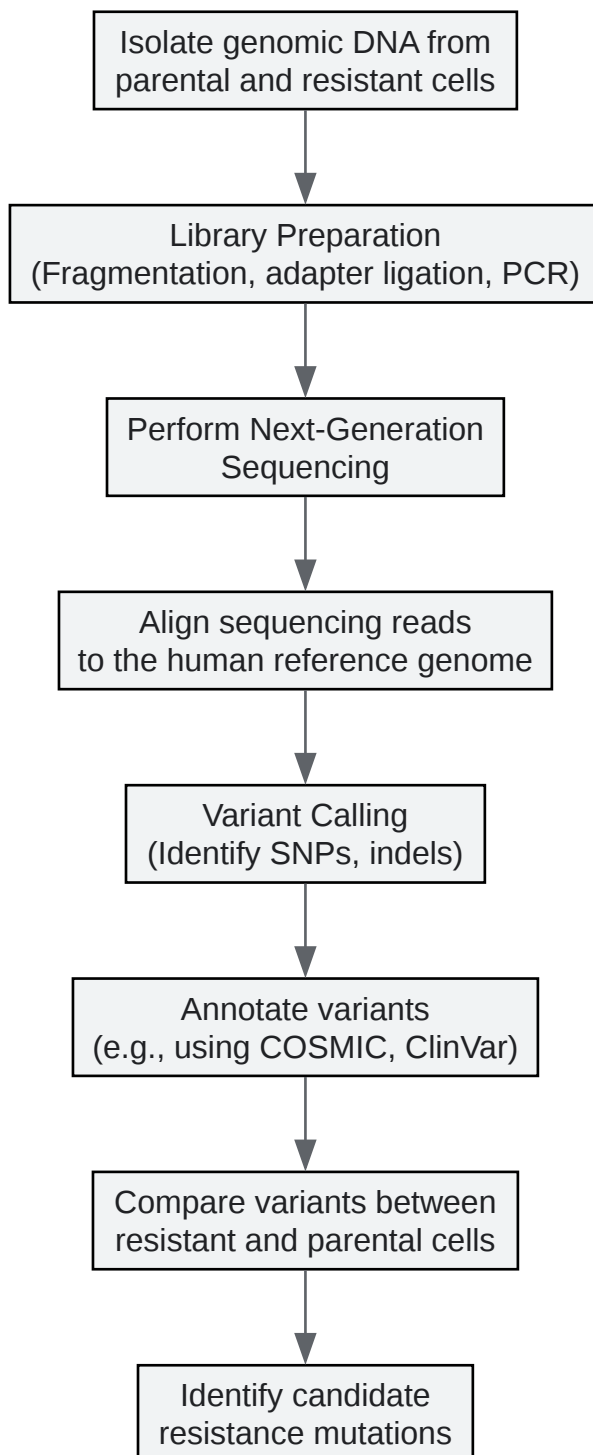 Isolate genomic DNA from
parental and resistant cells
Library Preparation
(Fragmentation, adapter ligation, PCR)
Perform Next-Generation
Sequencing
Align sequencing reads
to the human reference genome
Variant Calling
(Identify SNPs, indels)
Annotate variants
(e.g., using COSMIC, ClinVar)
Compare variants between
resistant and parental cells
Identify candidate
resistance mutations